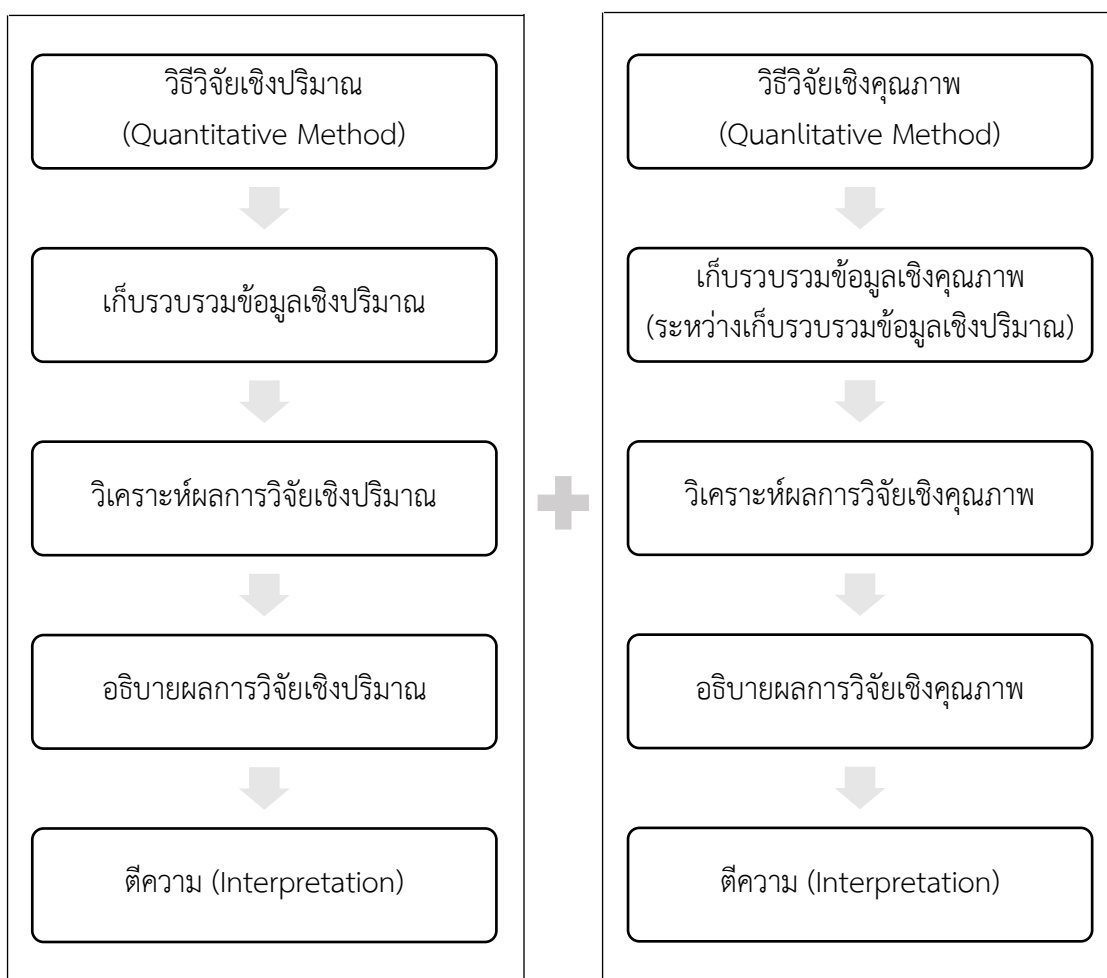 วิธีวิจัยเชิงปริมาณ
(Quantitative Method)
เก็บรวบรวมข้อมูลเชิงปริมาณ
วิเคราะห์ผลการวิจัยเชิงปริมาณ
อธิบายผลการวิจัยเชิงปริมาณ
ตีความ (Interpretation)
วิธีวิจัยเชิงคุณภาพ
(Quanlitative Method)
เก็บรวบรวมข้อมูลเชิงคุณภาพ
(ระหว่างเก็บรวบรวมข้อมูลเชิงปริมาณ)
วิเคราะห์ผลการวิจัยเชิงคุณภาพ
อธิบายผลการวิจัยเชิงคุณภาพ
ตีความ (Interpretation)